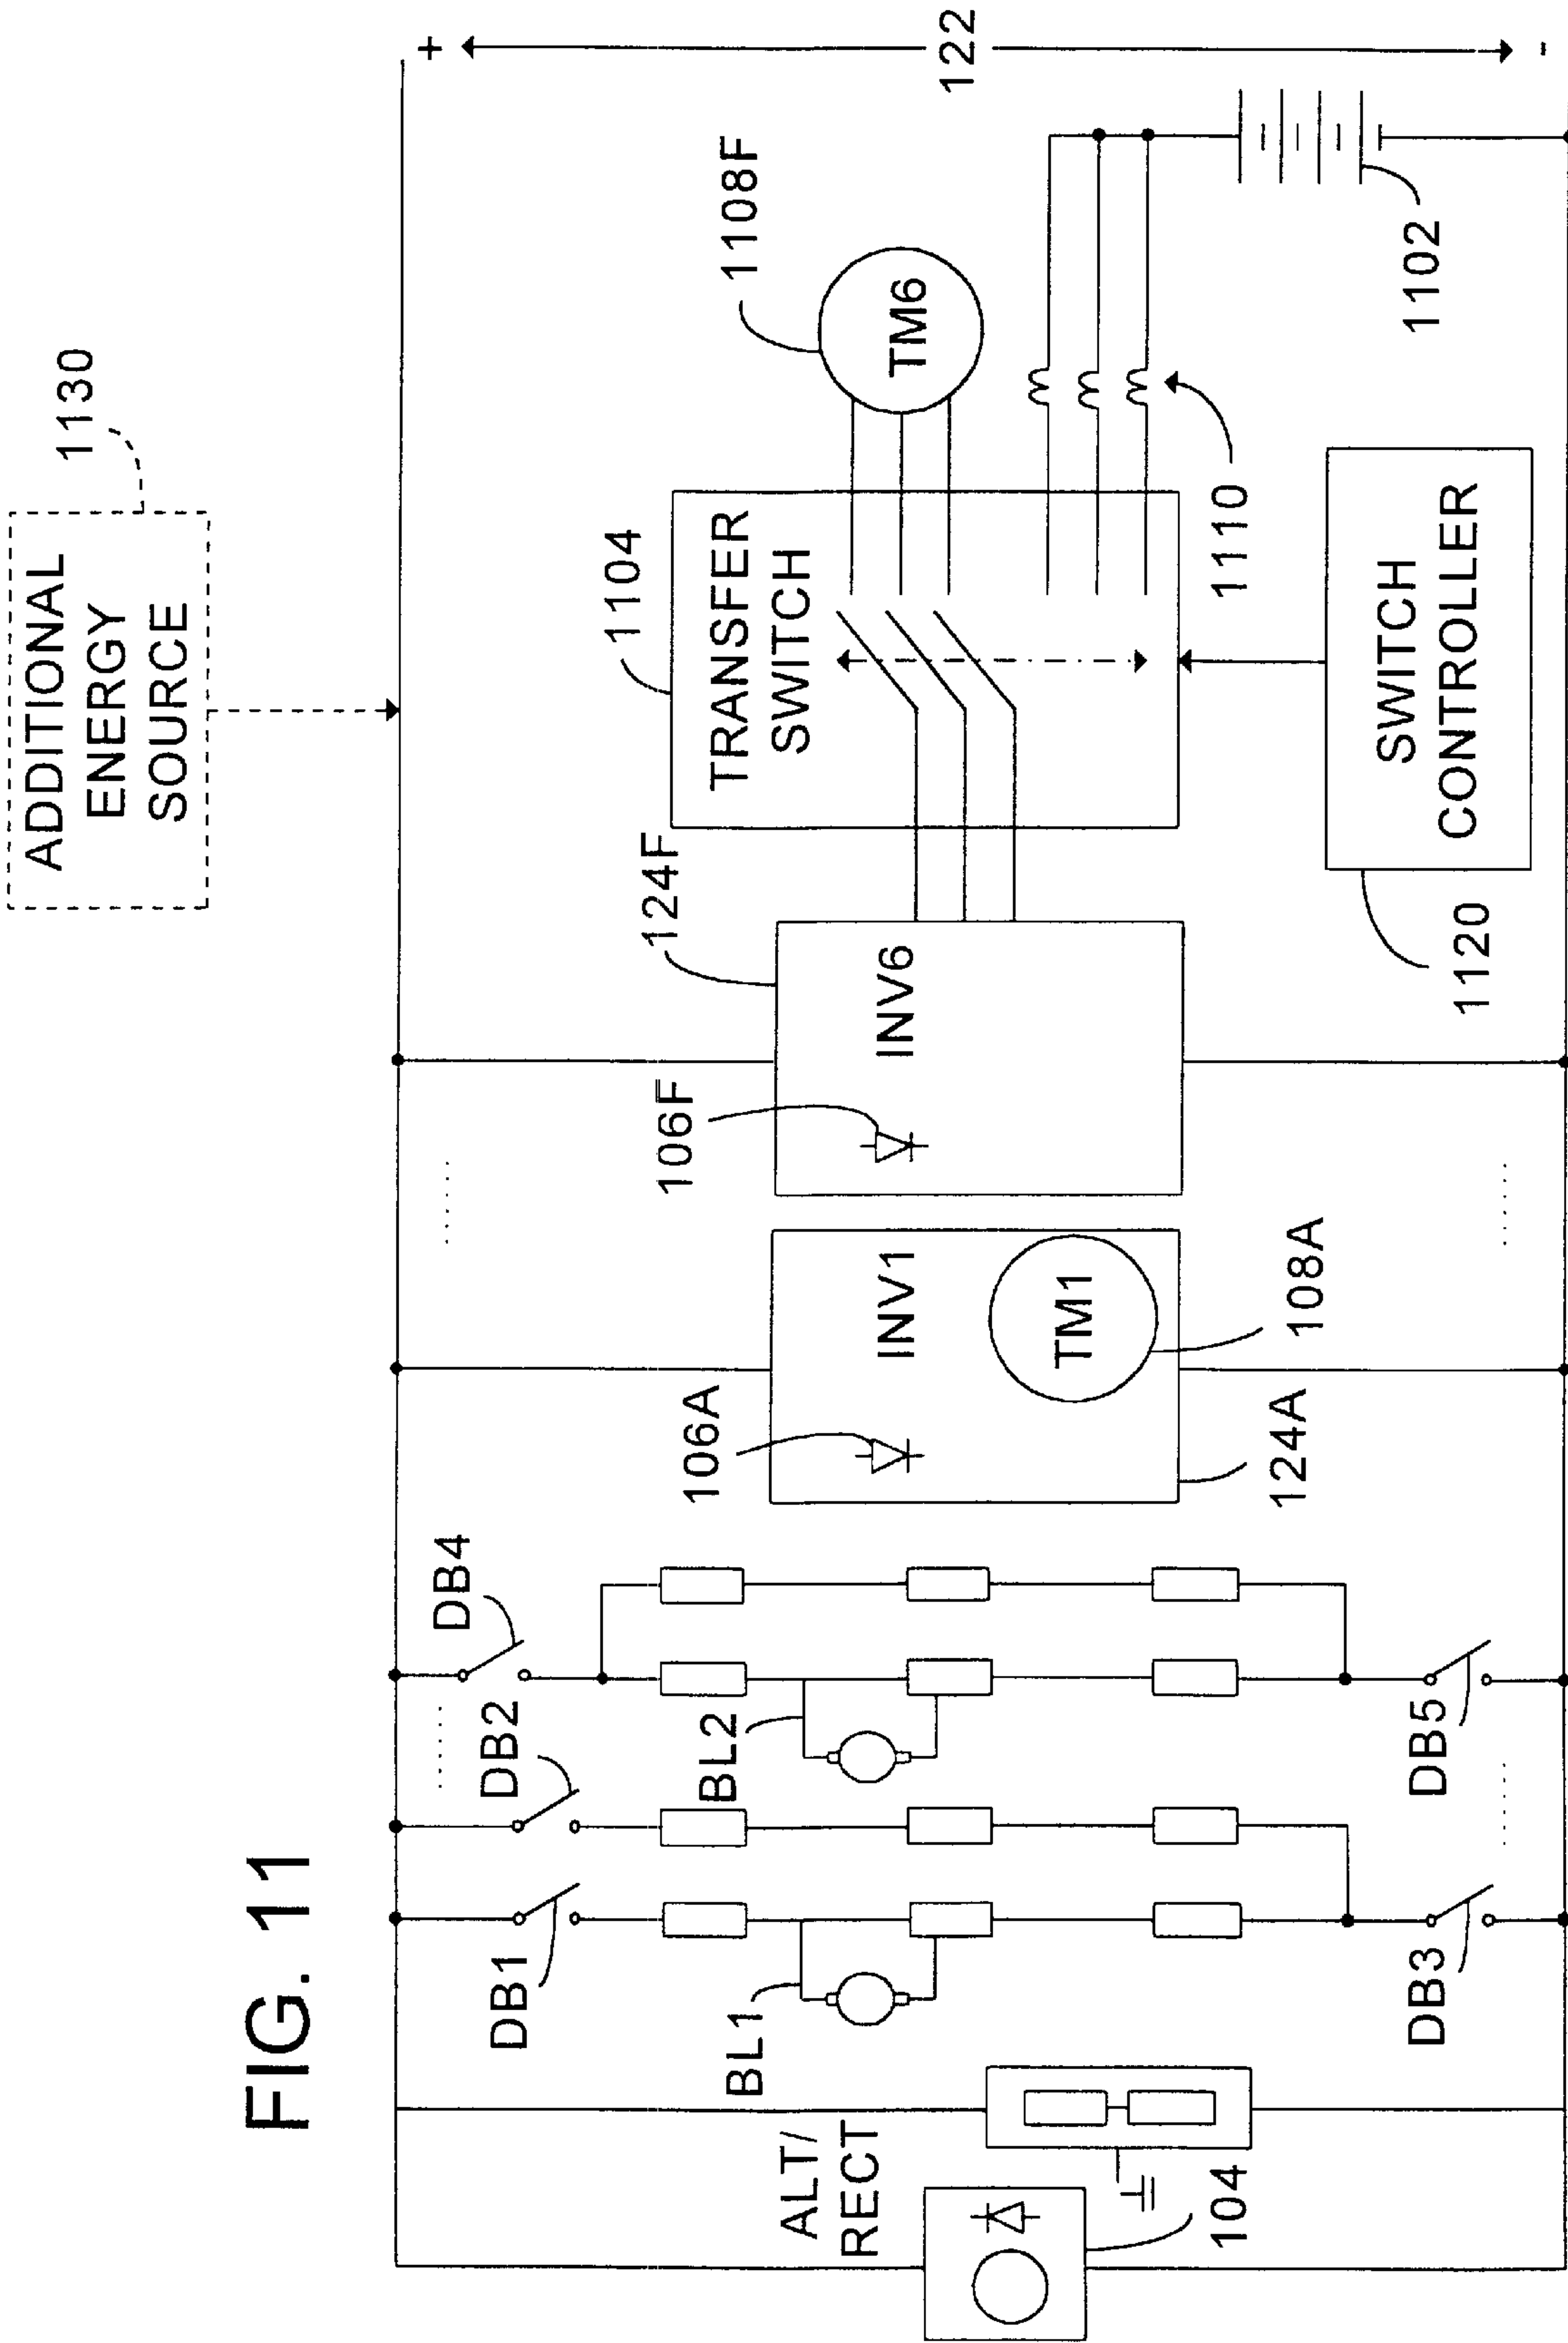 FIG. 11
ADDITIONAL
ENERGY
SOURCE
1130
+
122
-
ALT/
RECT
104
DB1
DB2
DB4
BL1
BL2
DB3
DB5
106A
INV1
TM1
108A
124A
106F
INV6
124F
1104
TRANSFER
SWITCH
1108F
TM6
1110
1102
SWITCH
CONTROLLER
1120